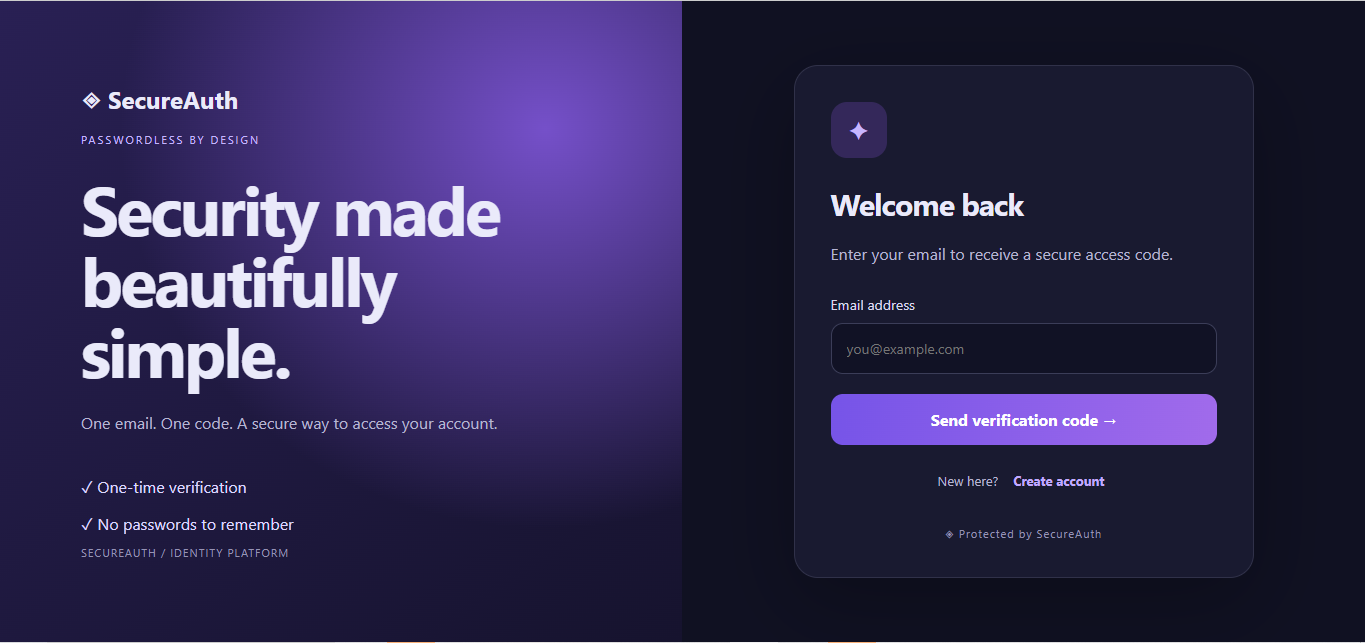 ◈ SecureAuth
PASSWORDLESS BY DESIGN
Security made
beautifully
simple.
One email. One code. A secure way to access your account.
✓ One-time verification
✓ No passwords to remember
SECUREAUTH / IDENTITY PLATFORM
✦
Welcome back
Enter your email to receive a secure access code.
Email address
you@example.com
Send verification code →
New here? Create account
◈ Protected by SecureAuth